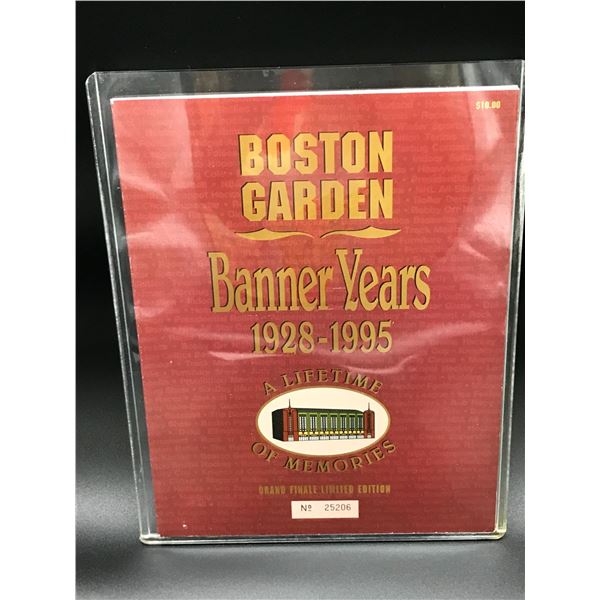 $10.00
BOSTON
GARDEN
Banner Years
1928-1995
A LIFETIME
OF MEMORIES
GRAND FINALE LIMITED EDITION
Nº 25206